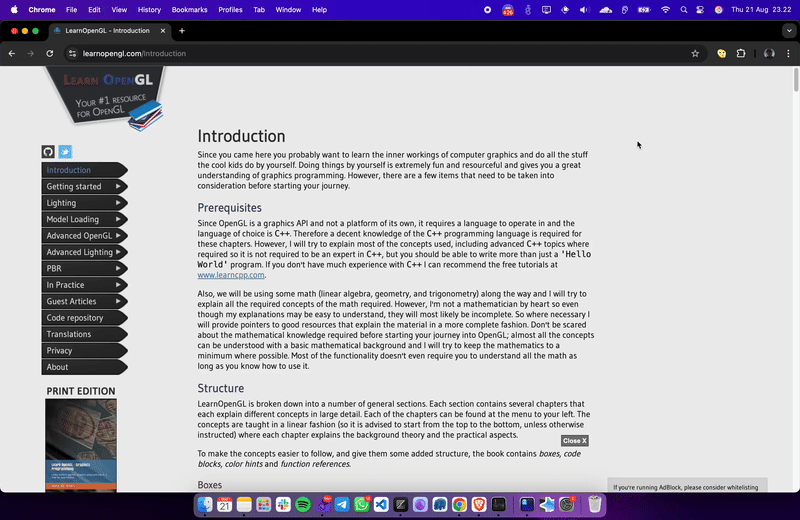 Chrome File Edit View History Bookmarks Profiles Tab Window Help
Thu 21 Aug 23.22
LearnOpenGL - Introduction
learnopengl.com/Introduction
LEARN OPENGL
YOUR #1 RESOURCE
FOR OPENGL
Introduction
Getting started
Lighting
Model Loading
Advanced OpenGL
Advanced Lighting
PBR
In Practice
Guest Articles
Code repository
Translations
Privacy
About
PRINT EDITION
Introduction
Since you came here you probably want to learn the inner workings of computer graphics and do all the stuff
the cool kids do by yourself. Doing things by yourself is extremely fun and resourceful and gives you a great
understanding of graphics programming. However, there are a few items that need to be taken into
consideration before starting your journey.
Prerequisites
Since OpenGL is a graphics API and not a platform of its own, it requires a language to operate in and the
language of choice is C++. Therefore a decent knowledge of the C++ programming language is required for
these chapters. However, I will try to explain most of the concepts used, including advanced C++ topics where
required so it is not required to be an expert in C++, but you should be able to write more than just a 'Hello
World' program. If you don't have much experience with C++ I can recommend the free tutorials at
www.learncpp.com.
Also, we will be using some math (linear algebra, geometry, and trigonometry) along the way and I will try to
explain all the required concepts of the math required. However, I'm not a mathematician by heart so even
though my explanations may be easy to understand, they will most likely be incomplete. So where necessary I
will provide pointers to good resources that explain the material in a more complete fashion. Don't be scared
about the mathematical knowledge required before starting your journey into OpenGL; almost all the concepts
can be understood with a basic mathematical background and I will try to keep the mathematics to a
minimum where possible. Most of the functionality doesn't even require you to understand all the math as
long as you know how to use it.
Structure
LearnOpenGL is broken down into a number of general sections. Each section contains several chapters that
each explain different concepts in large detail. Each of the chapters can be found at the menu to your left. The
concepts are taught in a linear fashion (so it is advised to start from the top to the bottom, unless otherwise
instructed) where each chapter explains the background theory and the practical aspects.
Close X
To make the concepts easier to follow, and give them some added structure, the book contains boxes, code
blocks, color hints and function references.
Boxes
If you're running AdBlock, please consider whitelisting